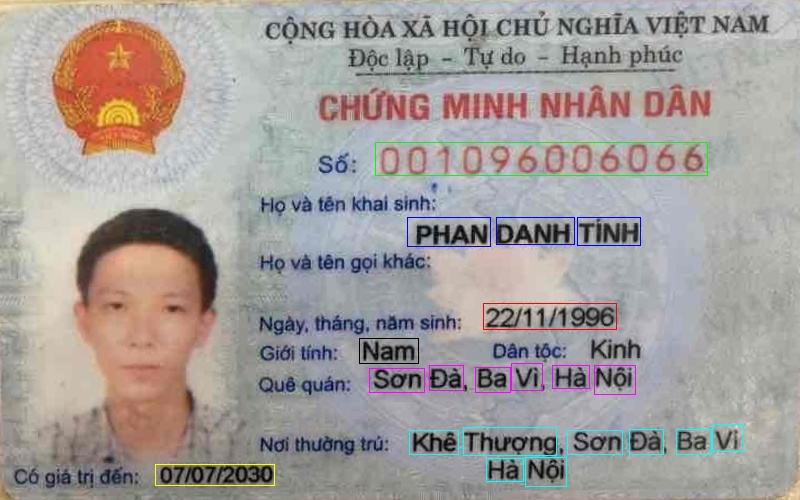 CỘNG HÒA XÃ HỘI CHỦ NGHĨA VIỆT NAM
Độc lập - Tự do - Hạnh phúc
CHỨNG MINH NHÂN DÂN
Số: 001096006066
Họ và tên khai sinh:
PHAN DANH TÍNH
Họ và tên gọi khác:
Ngày, tháng, năm sinh: 22/11/1996
Giới tính: Nam Dân tộc: Kinh
Quê quán: Sơn Đà, Ba Vì, Hà Nội
Nơi thường trú: Khê Thượng, Sơn Đà, Ba Vì
Hà Nội
Có giá trị đến: 07/07/2030